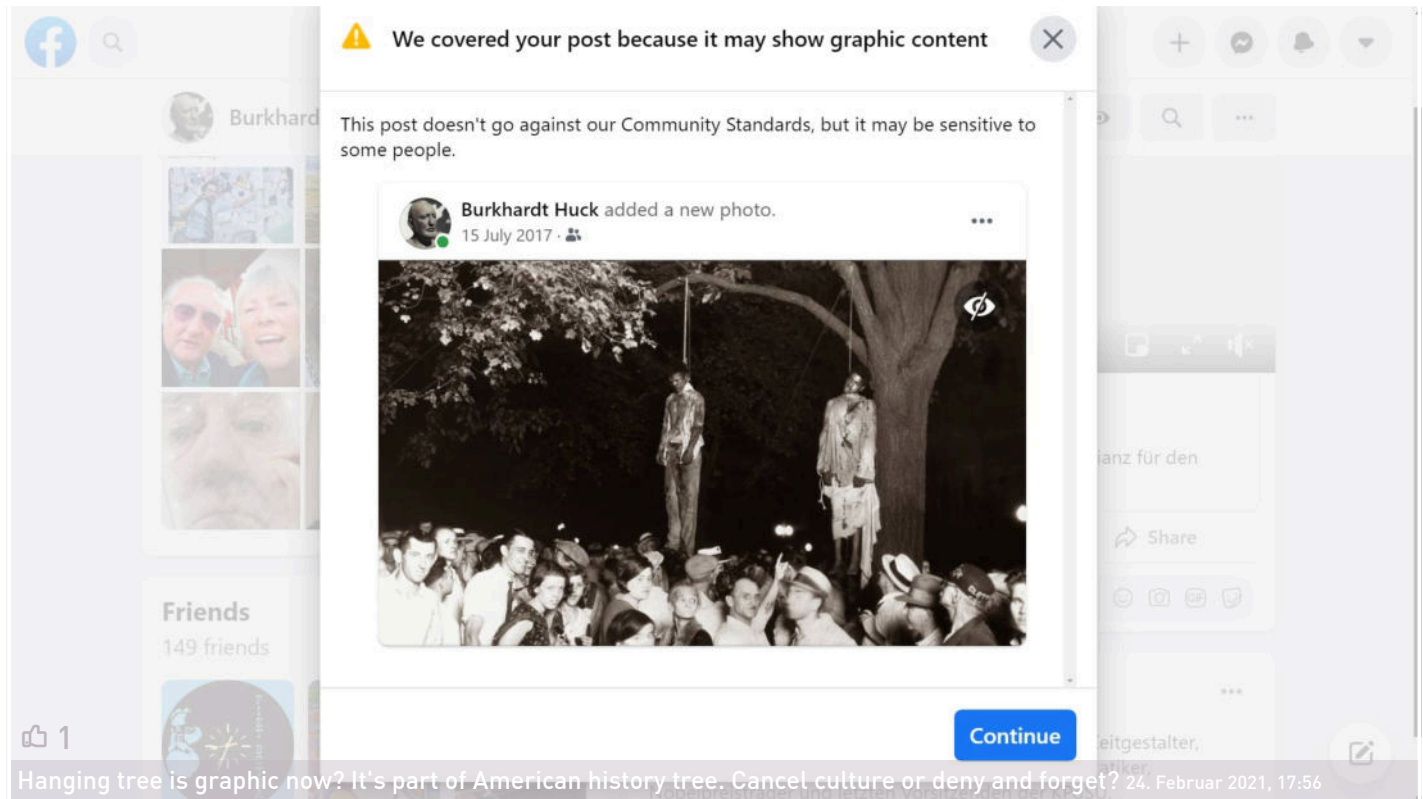 We covered your post because it may show graphic content
Burkhard
This post doesn't go against our Community Standards, but it may be sensitive to
some people.
Burkhardt Huck added a new photo.
15 July 2017 ·
ianz für den
Share
Friends
149 friends
1
Continue
eitgestalter,
Hanging tree is graphic now? It's part of American history tree. Cancel culture or deny and forget? 24. Februar 2021, 17:56